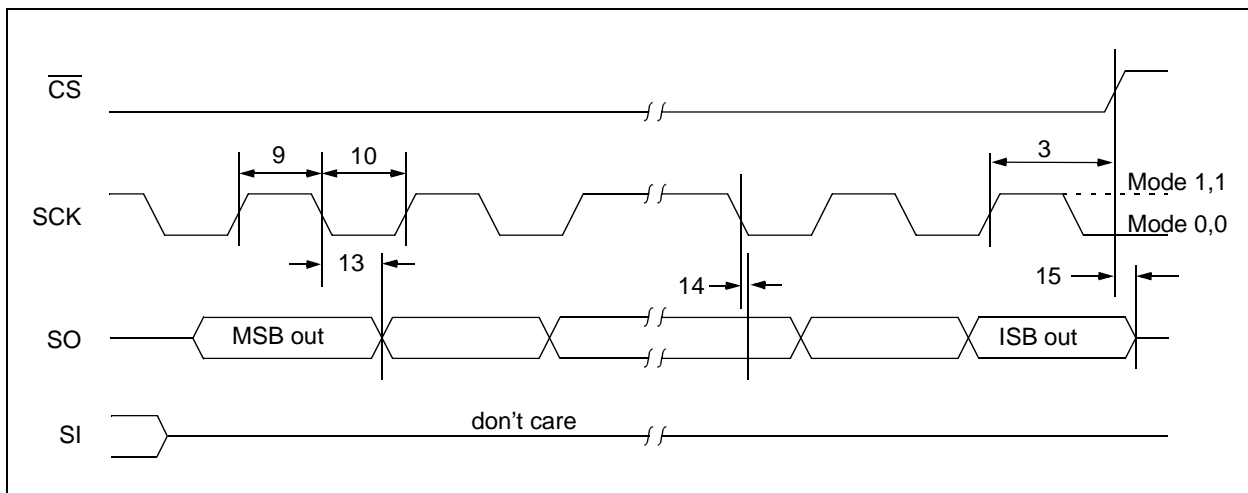 CS
9
10
3
SCK
Mode 1,1
Mode 0,0
13
14
15
SO
MSB out
ISB out
SI
don't care